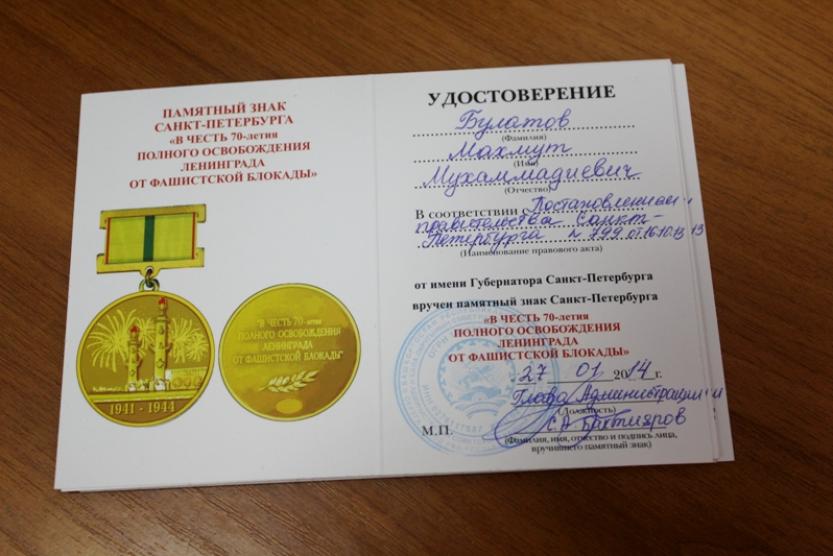 ПАМЯТНЫЙ ЗНАК
САНКТ-ПЕТЕРБУРГА
«В ЧЕСТЬ 70-летия
ПОЛНОГО ОСВОБОЖДЕНИЯ
ЛЕНИНГРАДА
ОТ ФАШИСТСКОЙ БЛОКАДЫ»
1941 - 1944
"В ЧЕСТЬ 70-летия
ПОЛНОГО ОСВОБОЖДЕНИЯ
ЛЕНИНГРАДА
ОТ ФАШИСТСКОЙ БЛОКАДЫ"
УДОСТОВЕРЕНИЕ
Булатов
(Фамилия)
Махмут
(Имя)
Мухаммадиевич
(Отчество)
В соответствии с Постановлением
правительства Санкт-
Петербурга № 799 от 16.10.13
(Наименование правового акта)
от имени Губернатора Санкт-Петербурга
вручен памятный знак Санкт-Петербурга
«В ЧЕСТЬ 70-летия
ПОЛНОГО ОСВОБОЖДЕНИЯ
ЛЕНИНГРАДА
ОТ ФАШИСТСКОЙ БЛОКАДЫ»
27 01 2014 г.
Глава Администрации
(Должность)
М.П. С.А. Бахтияров
(Фамилия, имя, отчество и подпись лица,
вручившего памятный знак)